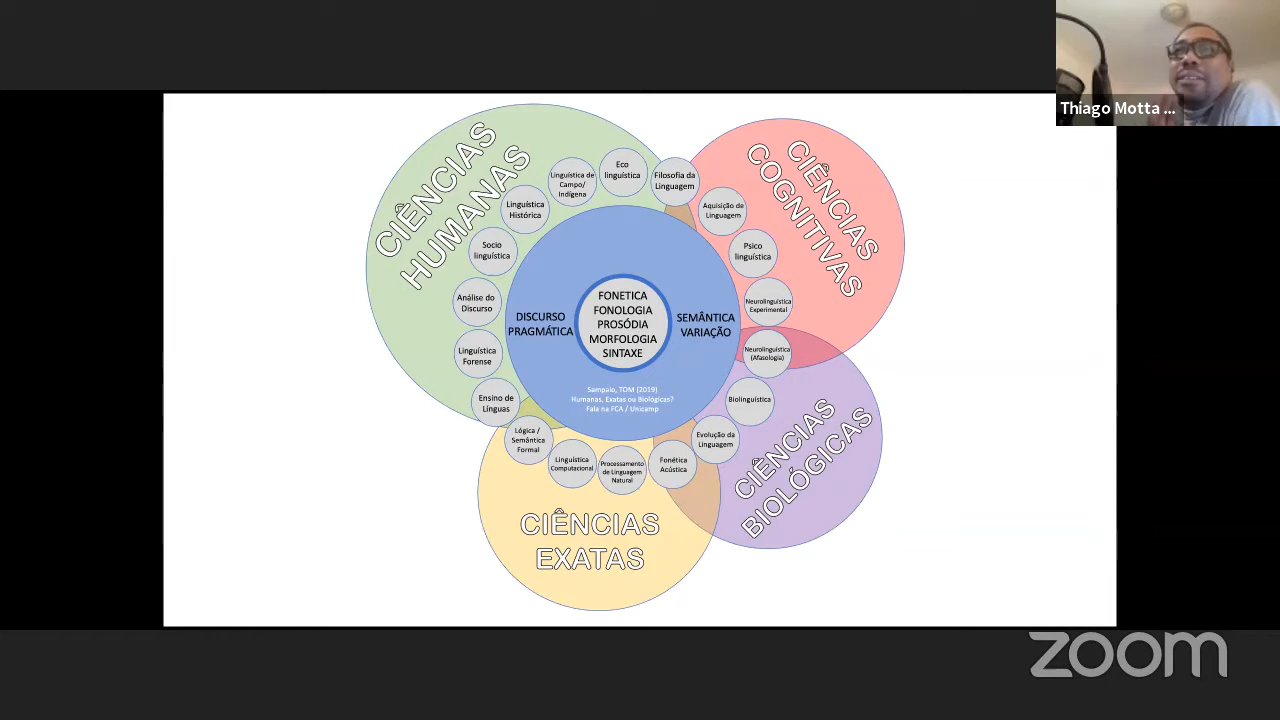 Thiago Motta ...
CIÊNCIAS
HUMANAS
CIÊNCIAS
COGNITIVAS
Eco
linguística
Filosofia da
Linguagem
Linguística de
Campo/
Indígena
Aquisição de
Linguagem
Linguística
Histórica
Psico
linguística
Socio
linguística
Neurolinguística
Experimental
Análise do
Discurso
FONETICA
FONOLOGIA
PROSÓDIA
MORFOLOGIA
SINTAXE
DISCURSO
PRAGMÁTICA
SEMÂNTICA
VARIAÇÃO
Neurolinguística
(Afasologia)
Linguística
Forense
Sampaio, TDM (2019)
Humanas, Exatas ou Biológicas?
Fala na FCA / Unicamp
Ensino de
Línguas
Biolinguística
Lógica /
Semântica
Formal
Evolução da
Linguagem
Linguística
Computacional
Processamento
de Linguagem
Natural
Fonética
Acústica
CIÊNCIAS
BIOLÓGICAS
CIÊNCIAS
EXATAS
zoom